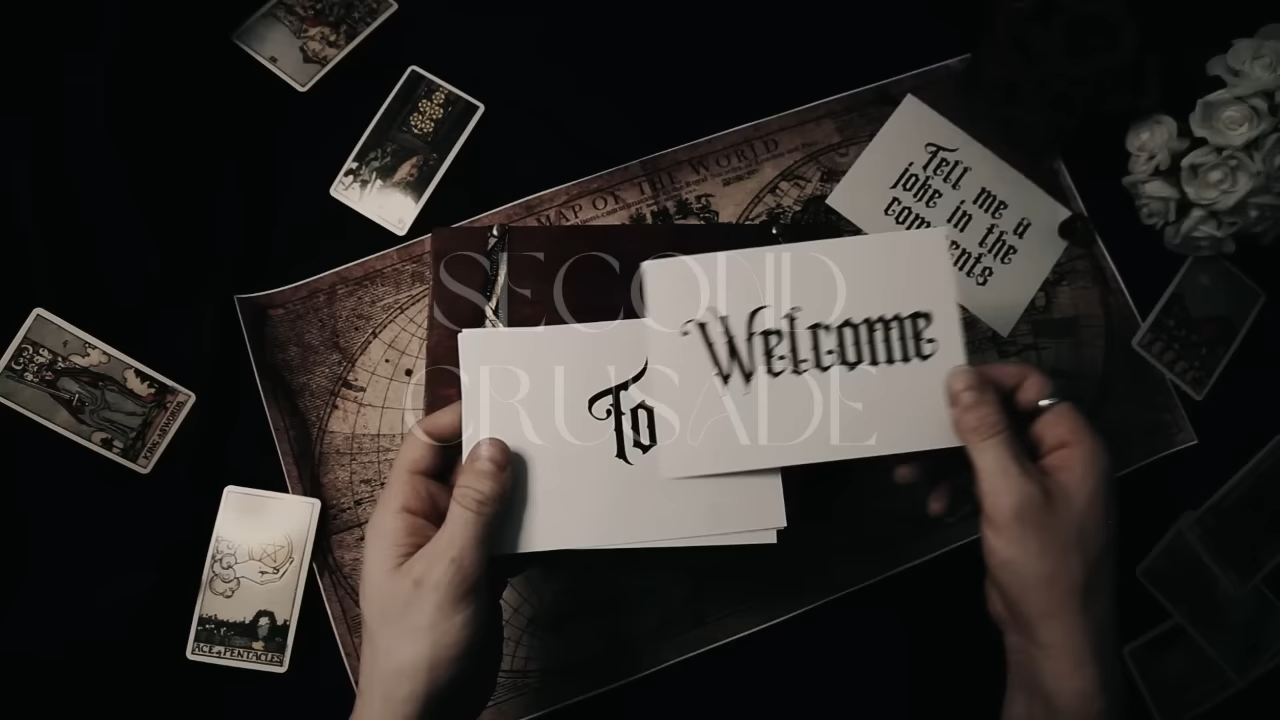 MAP OF THE WORLD
Tell me a
joke in the
comments
SECOND
CRUSADE
Welcome
To
KING of SWORDS
ACE of PENTACLES